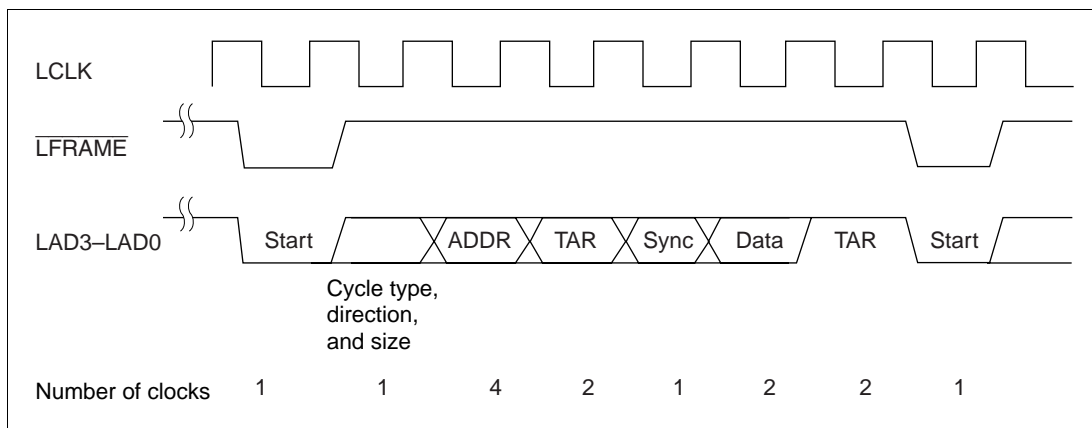 LCLK
LFRAME
LAD3–LAD0
Start ADDR TAR Sync Data TAR Start
Cycle type,
direction,
and size
Number of clocks 1 1 4 2 1 2 2 1